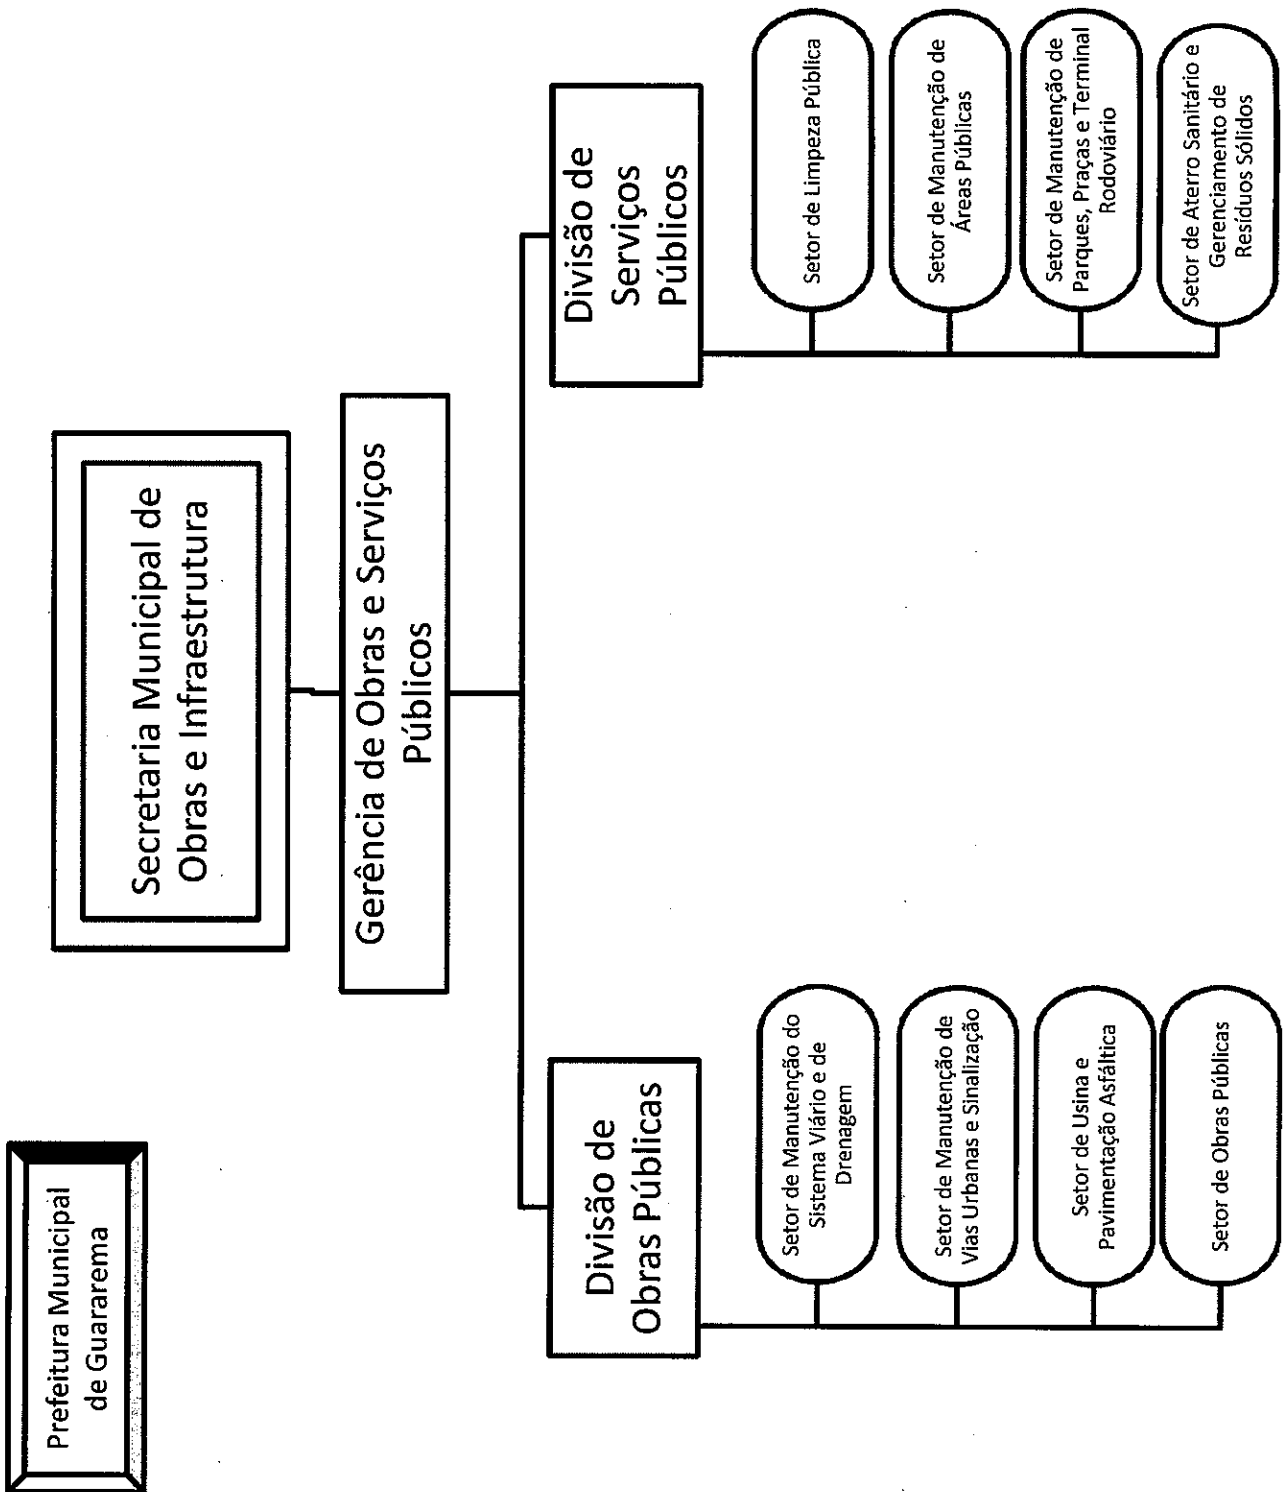 Prefeitura Municipal
de Guararema
Secretaria Municipal de
Obras e Infraestrutura
Gerência de Obras e Serviços
Públicos
Divisão de
Obras Públicas
Setor de Manutenção do
Sistema Viário e de
Drenagem
Setor de Manutenção de
Vias Urbanas e Sinalização
Setor de Usina e
Pavimentação Asfáltica
Setor de Obras Públicas
Divisão de
Serviços
Públicos
Setor de Limpeza Pública
Setor de Manutenção de
Áreas Públicas
Setor de Manutenção de
Parques, Praças e Terminal
Rodoviário
Setor de Aterro Sanitário e
Gerenciamento de
Resíduos Sólidos